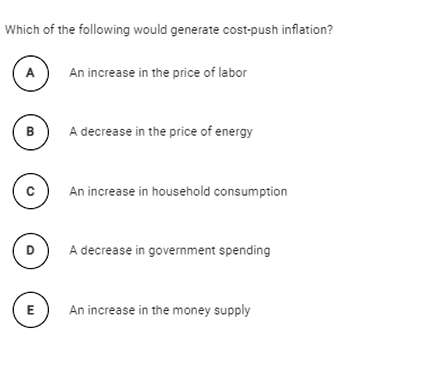 Which of the following would generate cost-push inflation?
A An increase in the price of labor
B A decrease in the price of energy
C An increase in household consumption
D A decrease in government spending
E An increase in the money supply